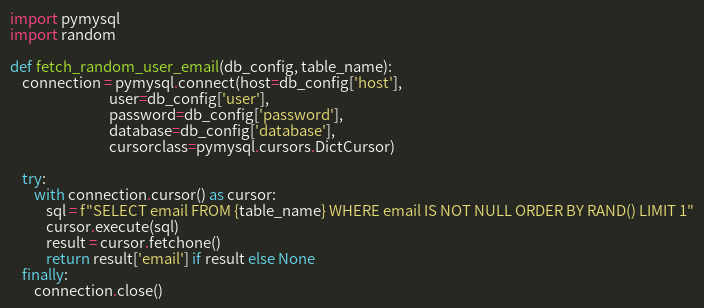 import pymysql
import random
def fetch_random_user_email(db_config, table_name):
connection = pymysql.connect(host=db_config['host'],
user=db_config['user'],
password=db_config['password'],
database=db_config['database'],
cursorclass=pymysql.cursors.DictCursor)
try:
with connection.cursor() as cursor:
sql = f"SELECT email FROM {table_name} WHERE email IS NOT NULL ORDER BY RAND() LIMIT 1"
cursor.execute(sql)
result = cursor.fetchone()
return result['email'] if result else None
finally:
connection.close()